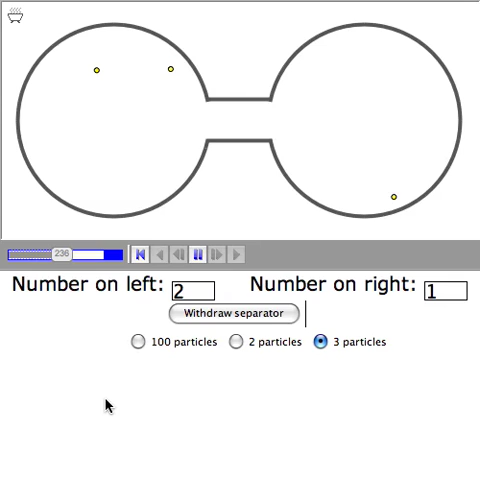 236
Number on left: 2 Number on right: 1
Withdraw separator
100 particles 2 particles 3 particles